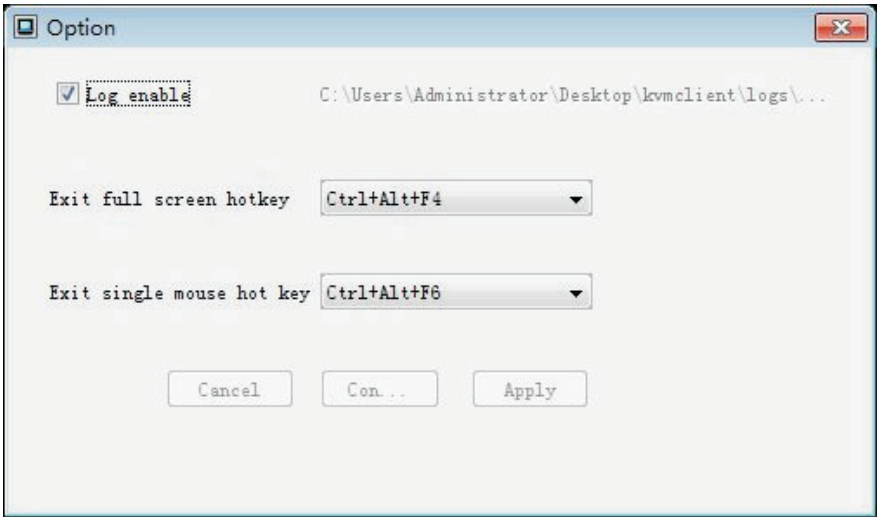 Option
Log enable C:\Users\Administrator\Desktop\kvmclient\logs\...
Exit full screen hotkey Ctrl+Alt+F4
Exit single mouse hot key Ctrl+Alt+F6
Cancel Con... Apply